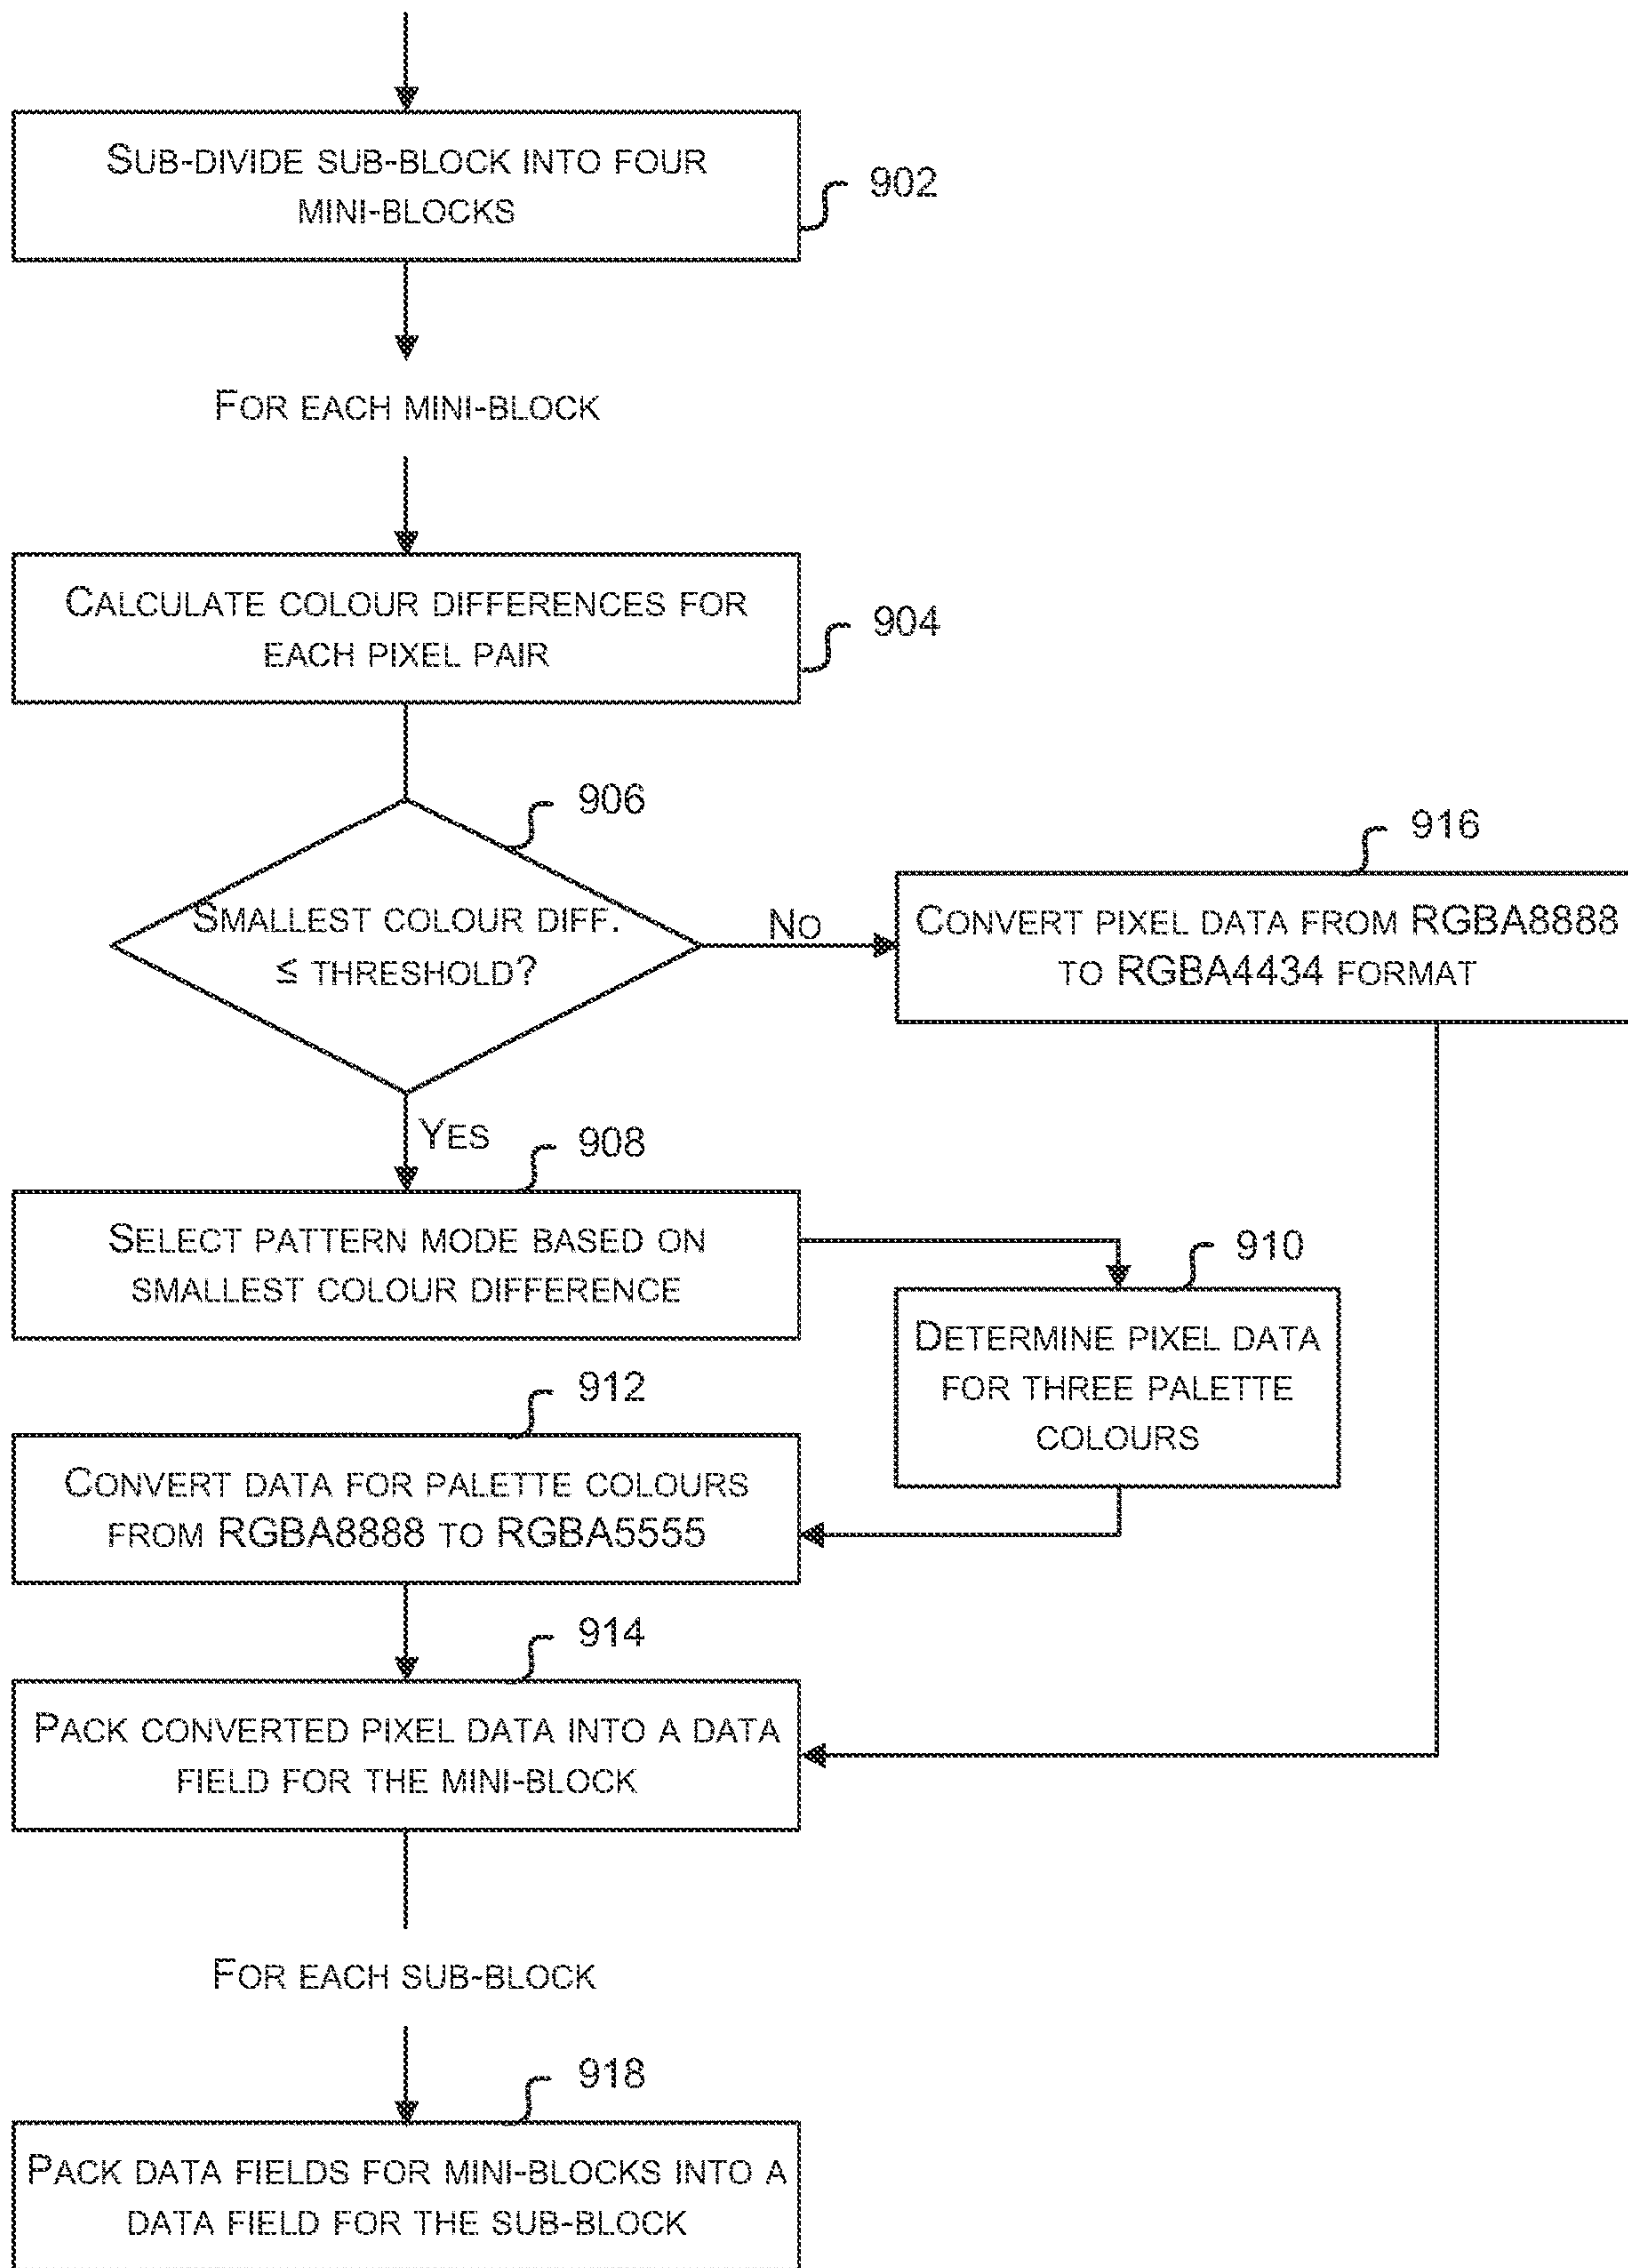 SUB-DIVIDE SUB-BLOCK INTO FOUR
MINI-BLOCKS
902
FOR EACH MINI-BLOCK
CALCULATE COLOUR DIFFERENCES FOR
EACH PIXEL PAIR
904
906
SMALLEST COLOUR DIFF.
≤ THRESHOLD?
NO
916
CONVERT PIXEL DATA FROM RGBA8888
TO RGBA4434 FORMAT
YES
908
SELECT PATTERN MODE BASED ON
SMALLEST COLOUR DIFFERENCE
910
DETERMINE PIXEL DATA
FOR THREE PALETTE
COLOURS
912
CONVERT DATA FOR PALETTE COLOURS
FROM RGBA8888 TO RGBA5555
914
PACK CONVERTED PIXEL DATA INTO A DATA
FIELD FOR THE MINI-BLOCK
FOR EACH SUB-BLOCK
918
PACK DATA FIELDS FOR MINI-BLOCKS INTO A
DATA FIELD FOR THE SUB-BLOCK